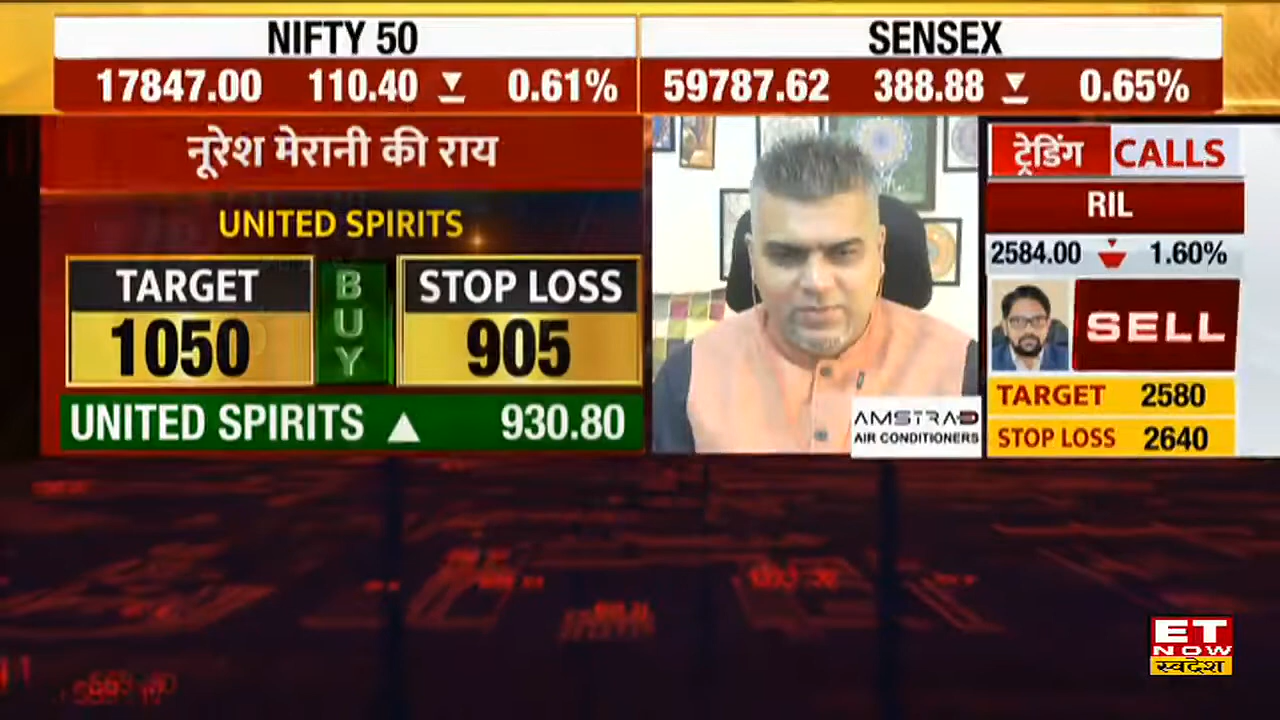 NIFTY 50
17847.00 110.40 0.61%
SENSEX
59787.62 388.88 0.65%
नूरेश मेरानी की राय
UNITED SPIRITS
TARGET
1050
BUY
STOP LOSS
905
UNITED SPIRITS 930.80
AMSTRAD
AIR CONDITIONERS
ट्रेडिंग CALLS
RIL
2584.00 1.60%
SELL
TARGET 2580
STOP LOSS 2640
ET
NOW
स्वदेश